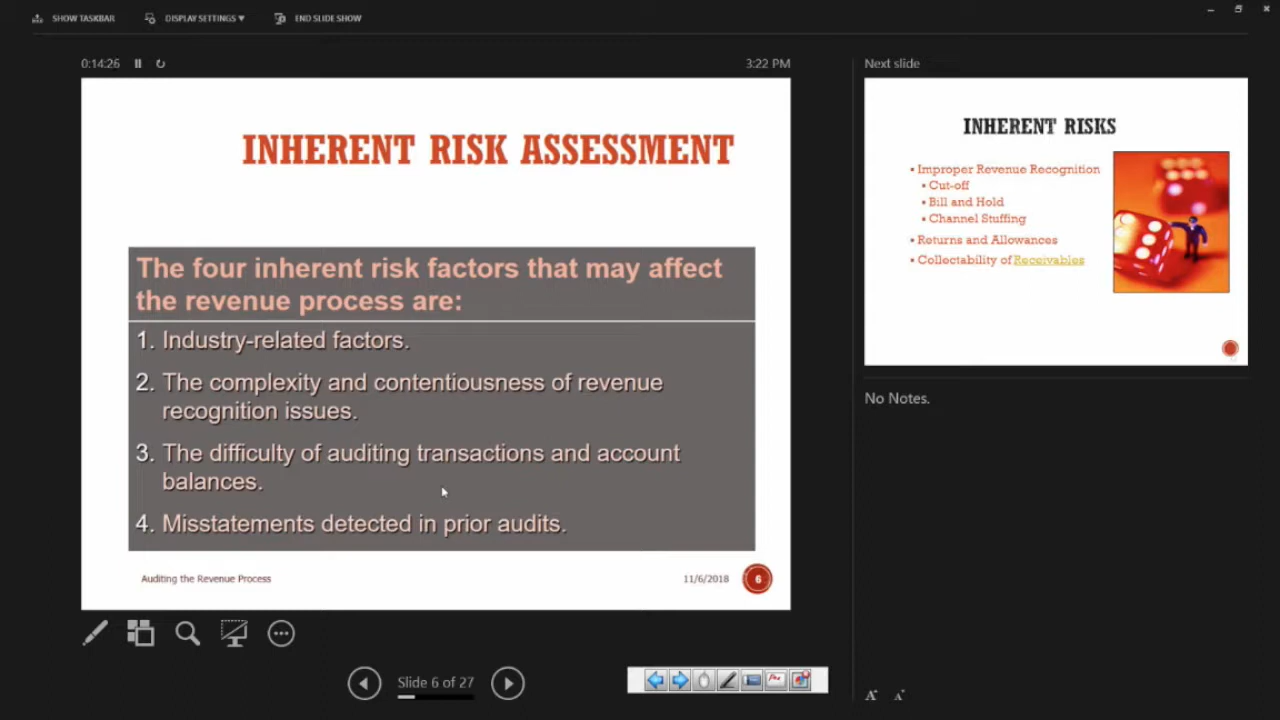 SHOW TASKBAR
DISPLAY SETTINGS ▼
END SLIDE SHOW
0:14:26
3:22 PM
INHERENT RISK ASSESSMENT
The four inherent risk factors that may affect
the revenue process are:
1. Industry-related factors.
2. The complexity and contentiousness of revenue
recognition issues.
3. The difficulty of auditing transactions and account
balances.
4. Misstatements detected in prior audits.
Auditing the Revenue Process
11/6/2018
6
Slide 6 of 27
Next slide
INHERENT RISKS
▪ Improper Revenue Recognition
▪ Cut-off
▪ Bill and Hold
▪ Channel Stuffing
▪ Returns and Allowances
▪ Collectability of Receivables
No Notes.
A A